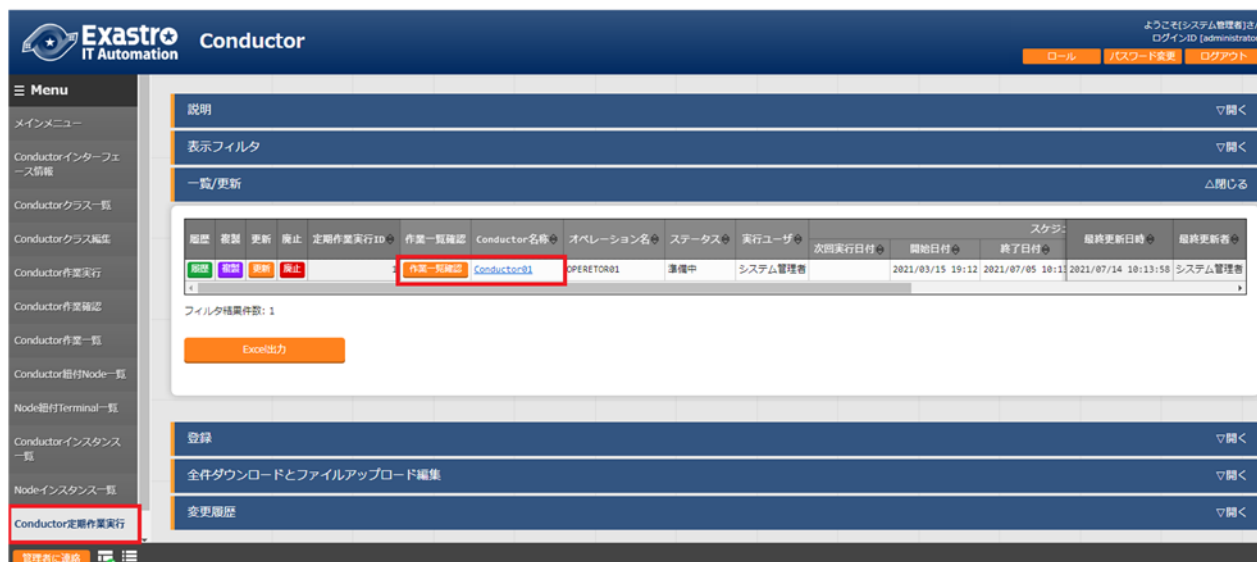 Exastro
IT Automation
Conductor
ようこそ[システム管理者]さん
ログインID [administrator
ロール
パスワード変更
ログアウト
☰ Menu
メインメニュー
Conductorインターフェ
ース情報
Conductorクラス一覧
Conductorクラス編集
Conductor作業実行
Conductor作業確認
Conductor作業一覧
Conductor紐付Node一覧
Node紐付Terminal一覧
Conductorインスタンス
一覧
Nodeインスタンス一覧
Conductor定期作業実行
説明 ▽開く
表示フィルタ ▽開く
一覧/更新 △閉じる
履歴 複製 更新 廃止 定期作業実行ID 作業一覧確認 Conductor名称 オペレーション名 ステータス 実行ユーザ スケジ 最終更新日時 最終更新者
次回実行日付 開始日付 終了日付
履歴 複製 更新 廃止 1 作業一覧確認 Conductor01 OPERETOR01 準備中 システム管理者 2021/03/15 19:12 2021/07/05 10:1 2021/07/14 10:13:58 システム管理者
フィルタ結果件数: 1
Excel出力
登録 ▽開く
全件ダウンロードとファイルアップロード編集 ▽開く
変更履歴 ▽開く
管理者に連絡